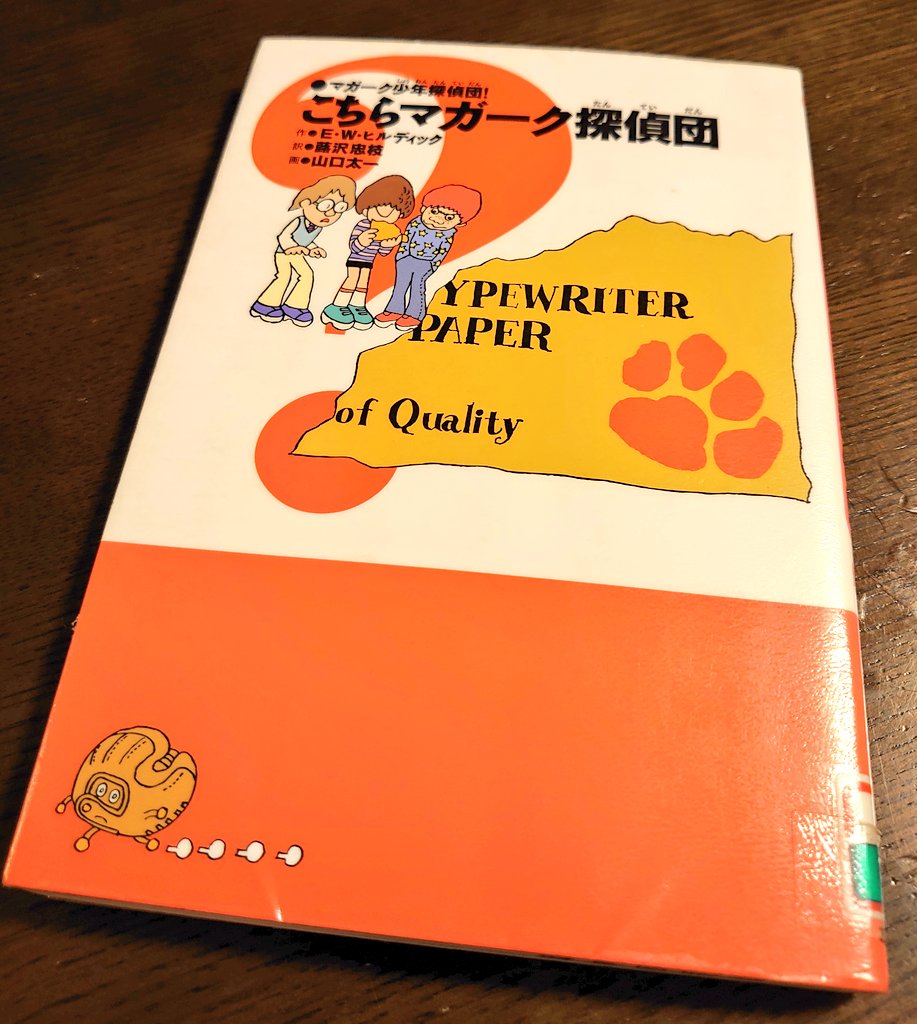 ●マガーク少年探偵団!
こちらマガーク探偵団
作●E・W・ヒルディック
訳●蕗沢忠枝
画●山口太一
YPEWRITER
PAPER
of Quality